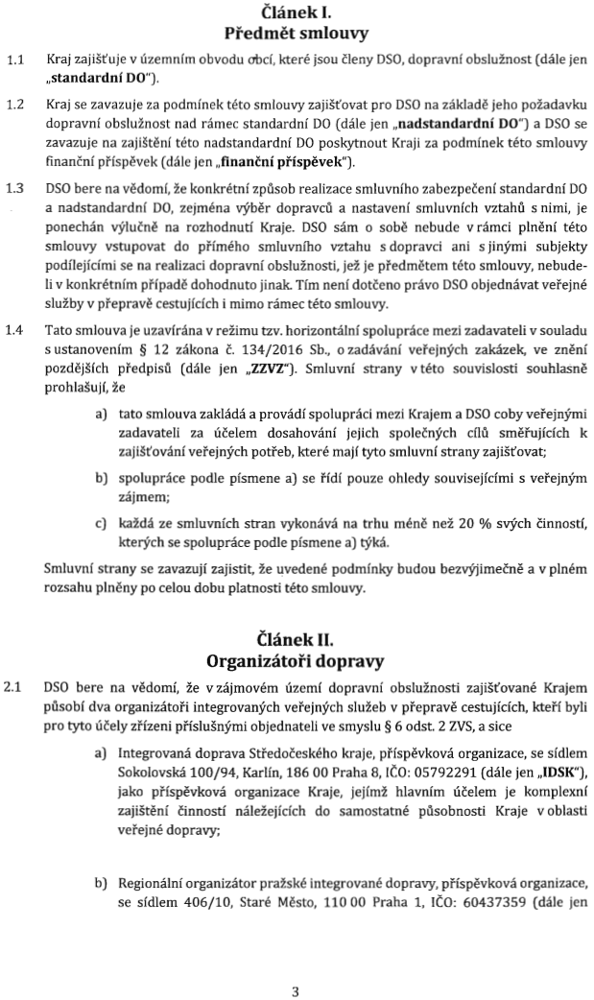 Článek I.
Předmět smlouvy
1.1 Kraj zajišťuje v územním obvodu obcí, které jsou členy DSO, dopravní obslužnost (dále jen
„standardní DO“).
1.2 Kraj se zavazuje za podmínek této smlouvy zajišťovat pro DSO na základě jeho požadavku
dopravní obslužnost nad rámec standardní DO (dále jen „nadstandardní DO“) a DSO se
zavazuje na zajištění této nadstandardní DO poskytnout Kraji za podmínek této smlouvy
finanční příspěvek (dále jen „finanční příspěvek“).
1.3 DSO bere na vědomí, že konkrétní způsob realizace smluvního zabezpečení standardní DO
a nadstandardní DO, zejména výběr dopravců a nastavení smluvních vztahů s nimi, je
ponechán výlučně na rozhodnutí Kraje. DSO sám o sobě nebude v rámci plnění této
smlouvy vstupovat do přímého smluvního vztahu s dopravci ani s jinými subjekty
podílejícími se na realizaci dopravní obslužnosti, jež je předmětem této smlouvy, nebude-
li v konkrétním případě dohodnuto jinak. Tím není dotčeno právo DSO objednávat veřejné
služby v přepravě cestujících i mimo rámec této smlouvy.
1.4 Tato smlouva je uzavírána v režimu tzv. horizontální spolupráce mezi zadavateli v souladu
s ustanovením § 12 zákona č. 134/2016 Sb., o zadávání veřejných zakázek, ve znění
pozdějších předpisů (dále jen „ZZVZ“). Smluvní strany v této souvislosti souhlasně
prohlašují, že
a) tato smlouva zakládá a provádí spolupráci mezi Krajem a DSO coby veřejnými
zadavateli za účelem dosahování jejich společných cílů směřujících k
zajišťování veřejných potřeb, které mají tyto smluvní strany zajišťovat;
b) spolupráce podle písmene a) se řídí pouze ohledy souvisejícími s veřejným
zájmem;
c) každá ze smluvních stran vykonává na trhu méně než 20 % svých činností,
kterých se spolupráce podle písmene a) týká.
Smluvní strany se zavazují zajistit, že uvedené podmínky budou bezvýjimečně a v plném
rozsahu plněny po celou dobu platnosti této smlouvy.
Článek II.
Organizátoři dopravy
2.1 DSO bere na vědomí, že v zájmovém území dopravní obslužnosti zajišťované Krajem
působí dva organizátoři integrovaných veřejných služeb v přepravě cestujících, kteří byli
pro tyto účely zřízeni příslušnými objednateli ve smyslu § 6 odst. 2 ZVS, a sice
a) Integrovaná doprava Středočeského kraje, příspěvková organizace, se sídlem
Sokolovská 100/94, Karlín, 186 00 Praha 8, IČO: 05792291 (dále jen „IDSK“),
jako příspěvková organizace Kraje, jejímž hlavním účelem je komplexní
zajištění činností náležejících do samostatné působnosti Kraje v oblasti
veřejné dopravy;
b) Regionální organizátor pražské integrované dopravy, příspěvková organizace,
se sídlem 406/10, Staré Město, 110 00 Praha 1, IČO: 60437359 (dále jen
3